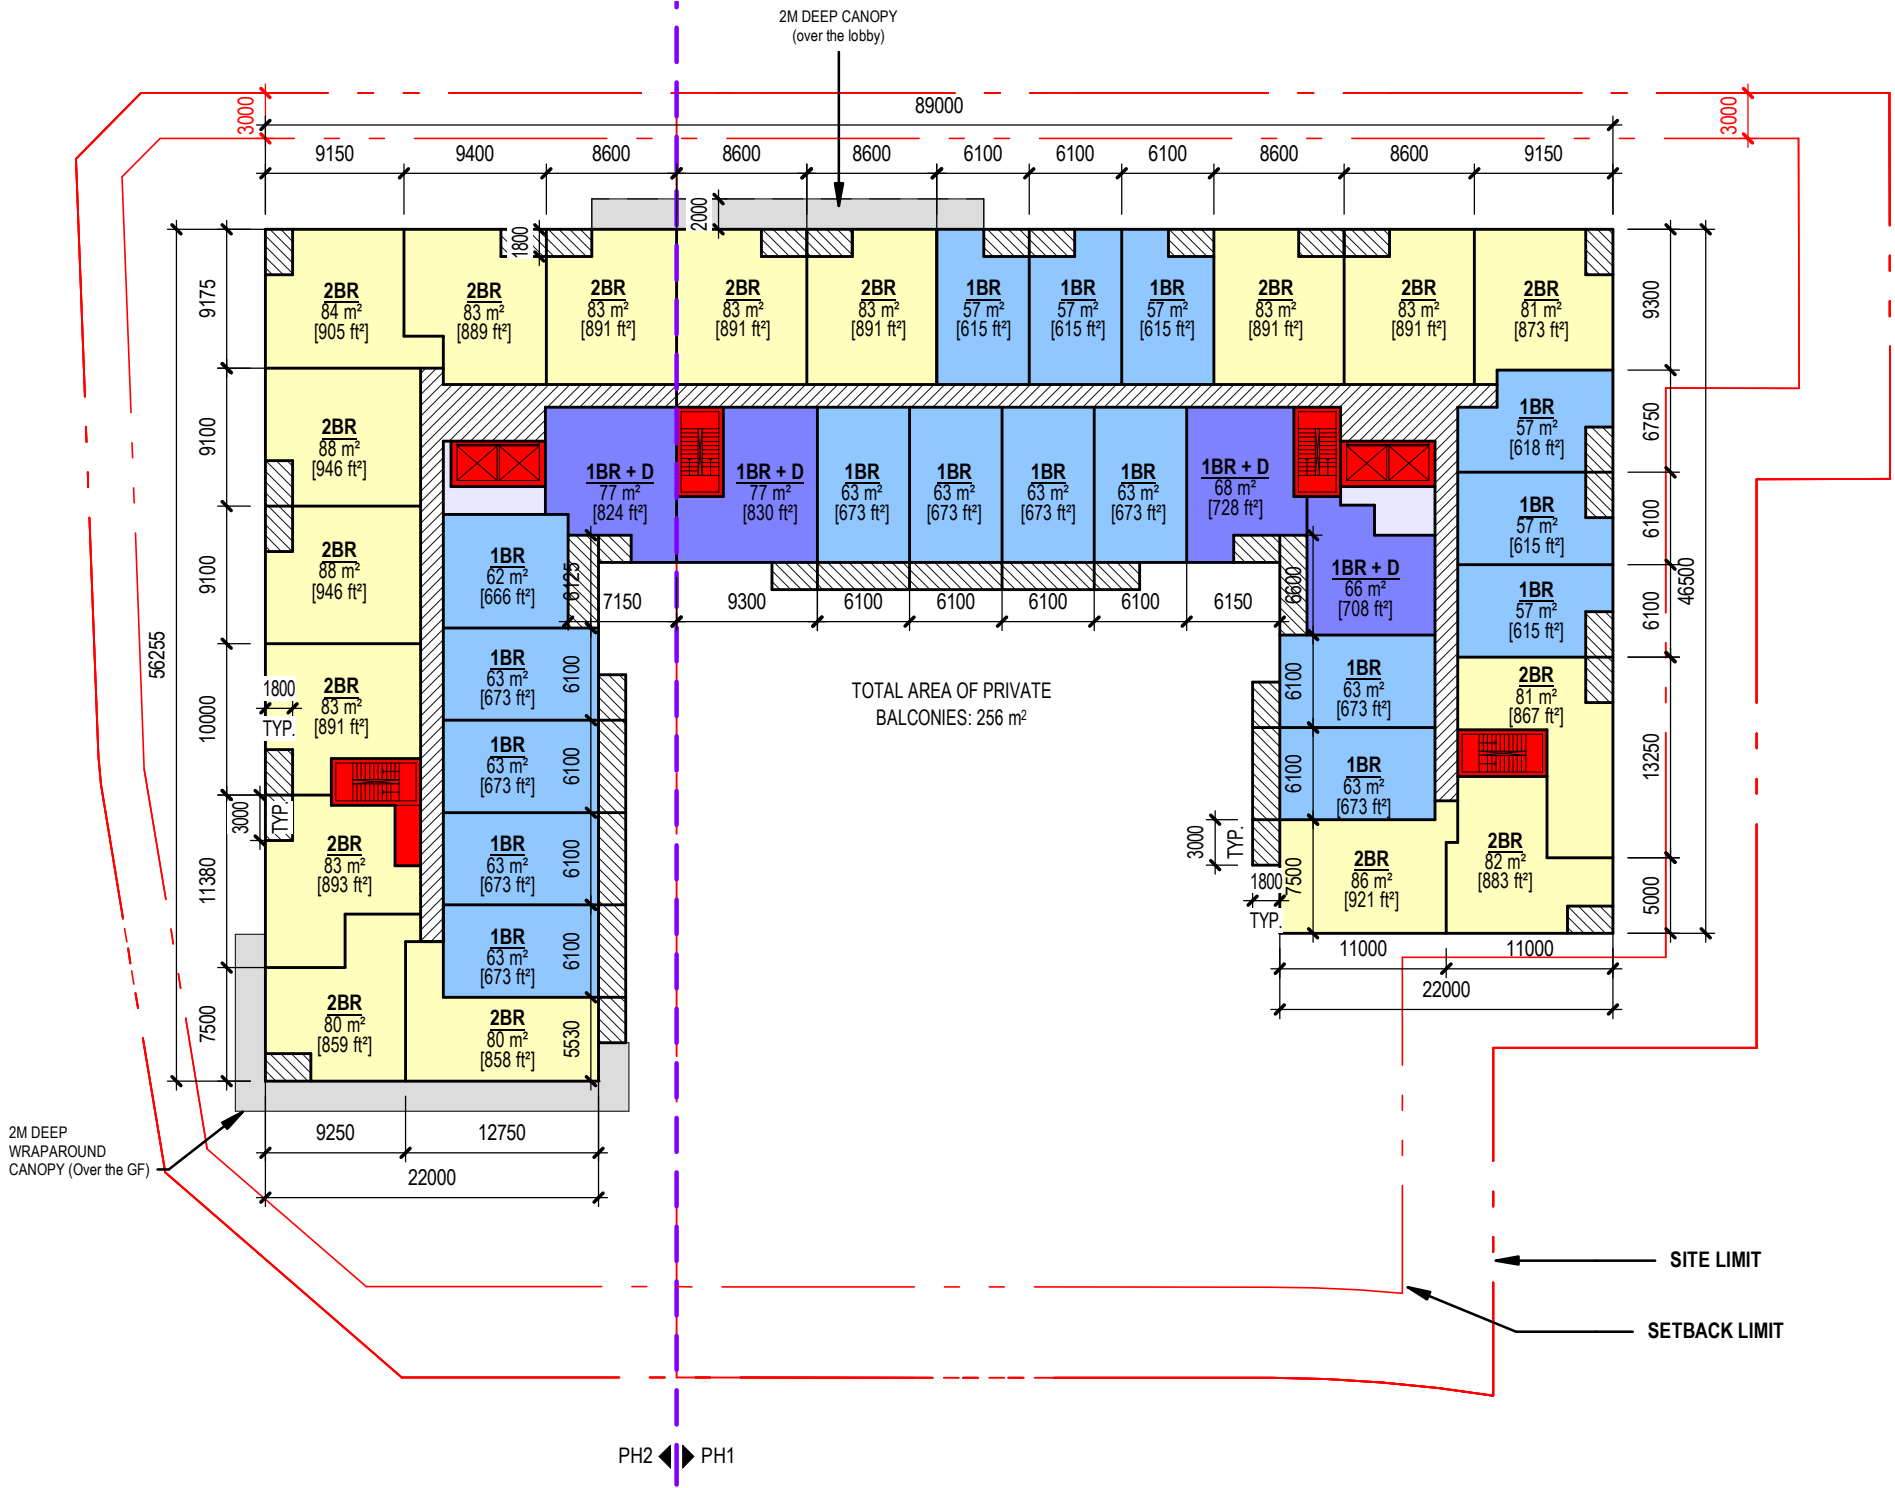 2M DEEP CANOPY
(over the lobby)
3000
89000
3000
9150
9400
8600
8600
8600
6100
6100
6100
8600
8600
9150
2000
1800
2BR
84 m²
[905 ft²]
2BR
83 m²
[889 ft²]
2BR
83 m²
[891 ft²]
2BR
83 m²
[891 ft²]
2BR
83 m²
[891 ft²]
1BR
57 m²
[615 ft²]
1BR
57 m²
[615 ft²]
1BR
57 m²
[615 ft²]
2BR
83 m²
[891 ft²]
2BR
83 m²
[891 ft²]
2BR
81 m²
[873 ft²]
9175
9100
9100
10000
11380
7500
56255
9300
6750
6100
6100
13250
5000
46500
2BR
88 m²
[946 ft²]
2BR
88 m²
[946 ft²]
2BR
83 m²
[891 ft²]
1800
TYP.
3000
TYP.
2BR
83 m²
[893 ft²]
2BR
80 m²
[859 ft²]
2BR
80 m²
[858 ft²]
1BR + D
77 m²
[824 ft²]
1BR + D
77 m²
[830 ft²]
1BR
63 m²
[673 ft²]
1BR
63 m²
[673 ft²]
1BR
63 m²
[673 ft²]
1BR
63 m²
[673 ft²]
1BR + D
68 m²
[728 ft²]
1BR + D
66 m²
[708 ft²]
1BR
57 m²
[618 ft²]
1BR
57 m²
[615 ft²]
1BR
57 m²
[615 ft²]
2BR
81 m²
[867 ft²]
1BR
62 m²
[666 ft²]
6125
1BR
63 m²
[673 ft²]
6100
1BR
63 m²
[673 ft²]
6100
1BR
63 m²
[673 ft²]
6100
1BR
63 m²
[673 ft²]
6100
5530
7150
9300
6100
6100
6100
6100
6150
6600
TOTAL AREA OF PRIVATE
BALCONIES: 256 m²
1BR
63 m²
[673 ft²]
6100
1BR
63 m²
[673 ft²]
6100
3000
TYP.
1800
TYP.
7500
2BR
86 m²
[921 ft²]
2BR
82 m²
[883 ft²]
11000
11000
22000
2M DEEP
WRAPAROUND
CANOPY (Over the GF)
9250
12750
22000
SITE LIMIT
SETBACK LIMIT
PH2
PH1